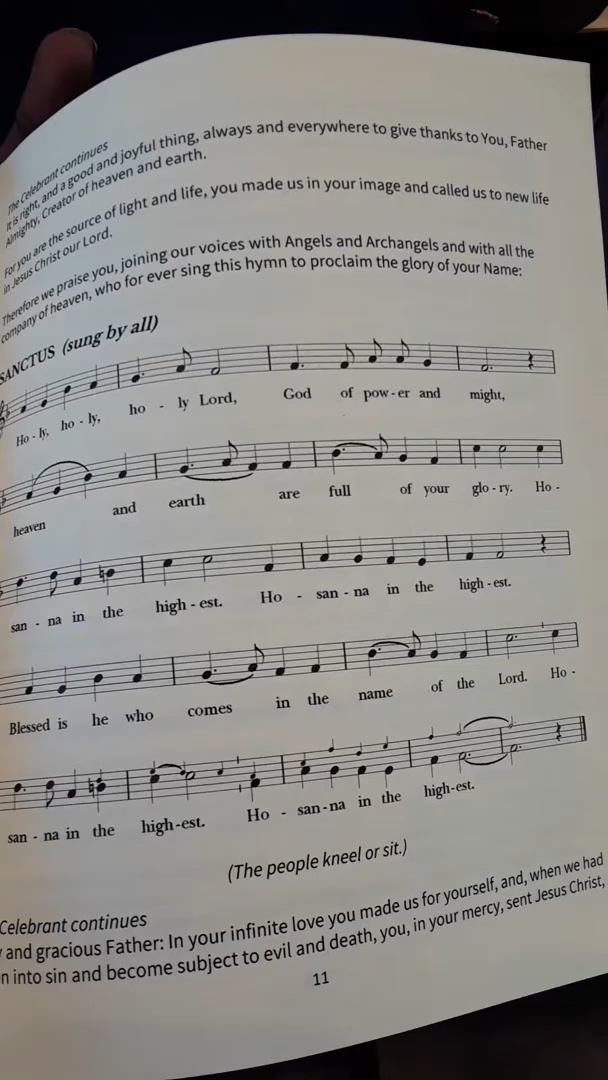 The Celebrant continues
It is right, and a good and joyful thing, always and everywhere to give thanks to You, Father
Almighty, Creator of heaven and earth.
For you are the source of light and life, you made us in your image and called us to new life
in Jesus Christ our Lord.
Therefore we praise you, joining our voices with Angels and Archangels and with all the
company of heaven, who for ever sing this hymn to proclaim the glory of your Name:
SANCTUS (sung by all)
Ho - ly, ho - ly, ho - ly Lord, God of pow - er and might,
heaven and earth are full of your glo - ry. Ho -
san - na in the high - est. Ho - san - na in the high - est.
Blessed is he who comes in the name of the Lord. Ho -
san - na in the high - est. Ho - san - na in the high - est.
(The people kneel or sit.)
Celebrant continues
and gracious Father: In your infinite love you made us for yourself, and, when we had
into sin and become subject to evil and death, you, in your mercy, sent Jesus Christ,
11